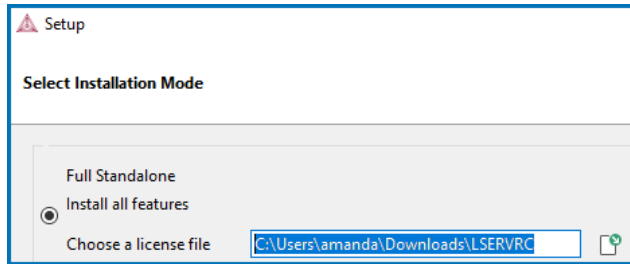 Setup
Select Installation Mode
Full Standalone
Install all features
Choose a license file C:\Users\amanda\Downloads\LSERVRC